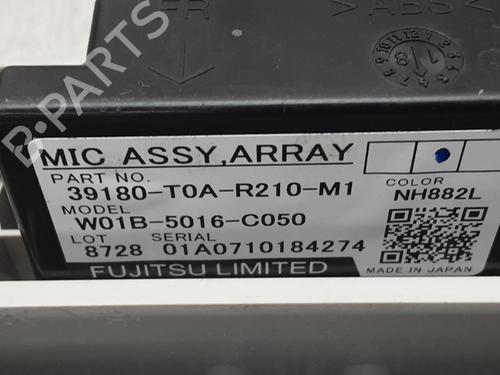 FR
>ABS<
B-PARTS
MIC ASSY,ARRAY
PART NO.
39180-T0A-R210-M1
COLOR
NH882L
MODEL
W01B-5016-C050
LOT SERIAL
8728 01A0710184274
FUJITSU LIMITED
MADE IN JAPAN